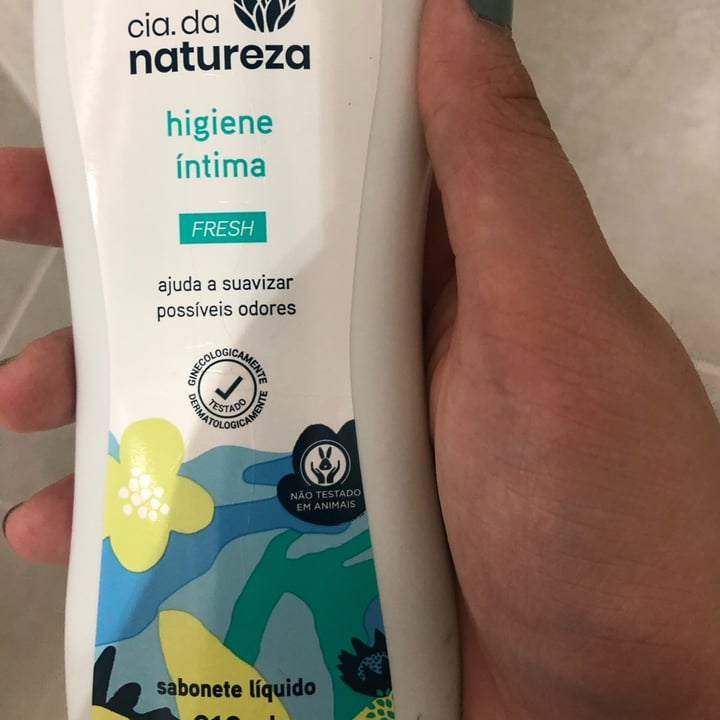 cia. da
natureza
higiene
íntima
FRESH
ajuda a suavizar
possíveis odores
GINECOLOGICAMENTE
TESTADO
DERMATOLOGICAMENTE
NÃO TESTADO
EM ANIMAIS
sabonete líquido